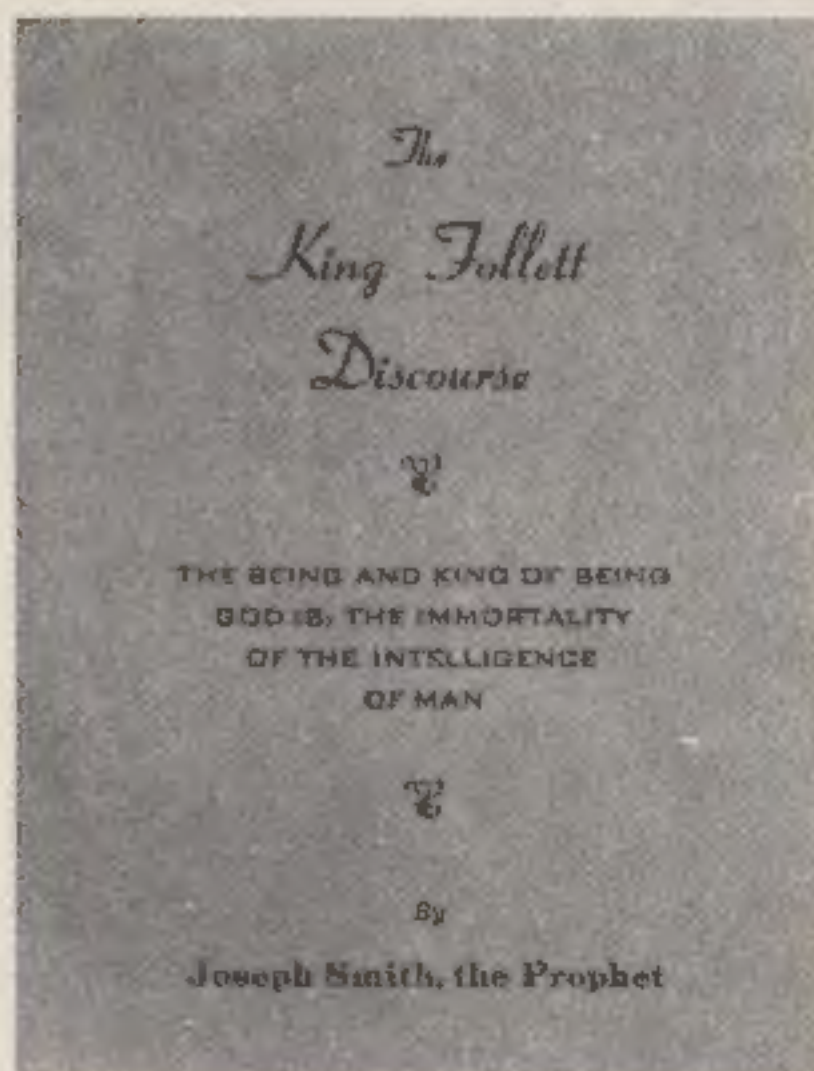 The
King Follett
Discourse
THE BEING AND KING OF BEING
GOD IS; THE IMMORTALITY
OF THE INTELLIGENCE
OF MAN
By
Joseph Smith, the Prophet